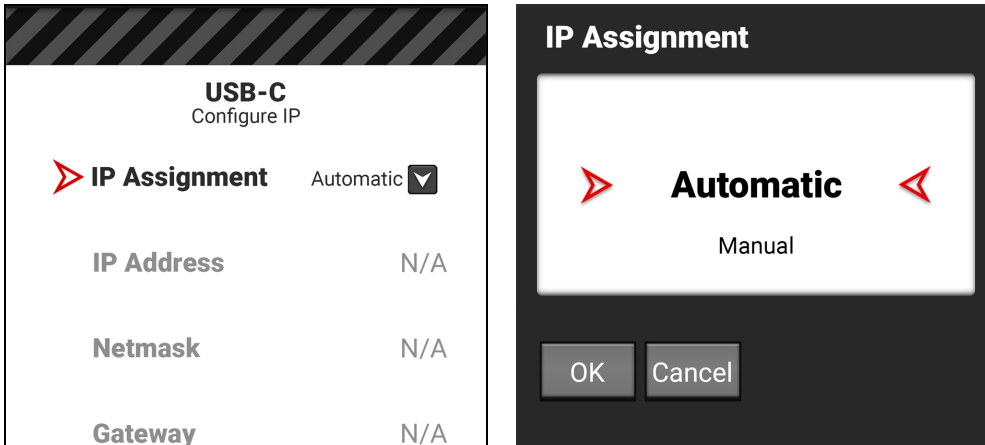 USB-C
Configure IP
IP Assignment Automatic
IP Address N/A
Netmask N/A
Gateway N/A
IP Assignment
Automatic
Manual
OK Cancel